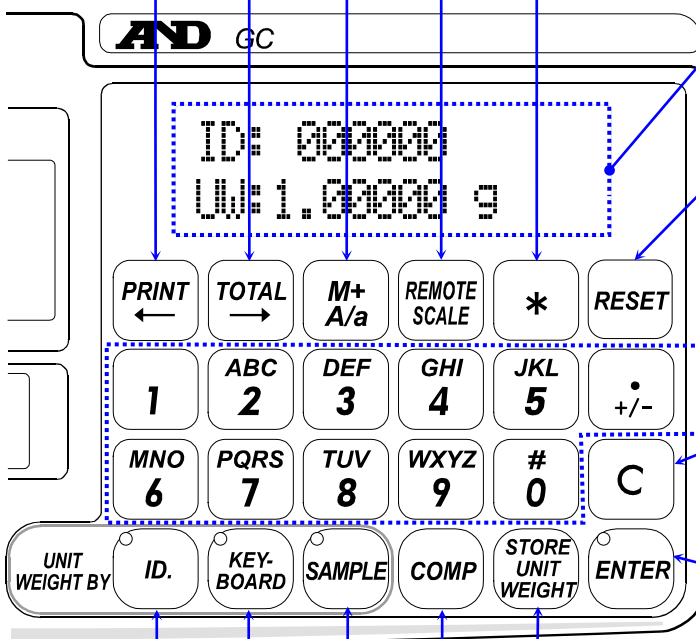 AND GC
ID: 000000
UW:1.00000 g
PRINT
←
TOTAL
→
M+
A/a
REMOTE
SCALE
*
RESET
1
ABC
2
DEF
3
GHI
4
JKL
5
•
+/-
MNO
6
PQRS
7
TUV
8
WXYZ
9
#
0
C
UNIT
WEIGHT BY
ID.
KEY-
BOARD
SAMPLE
COMP
STORE
UNIT
WEIGHT
ENTER